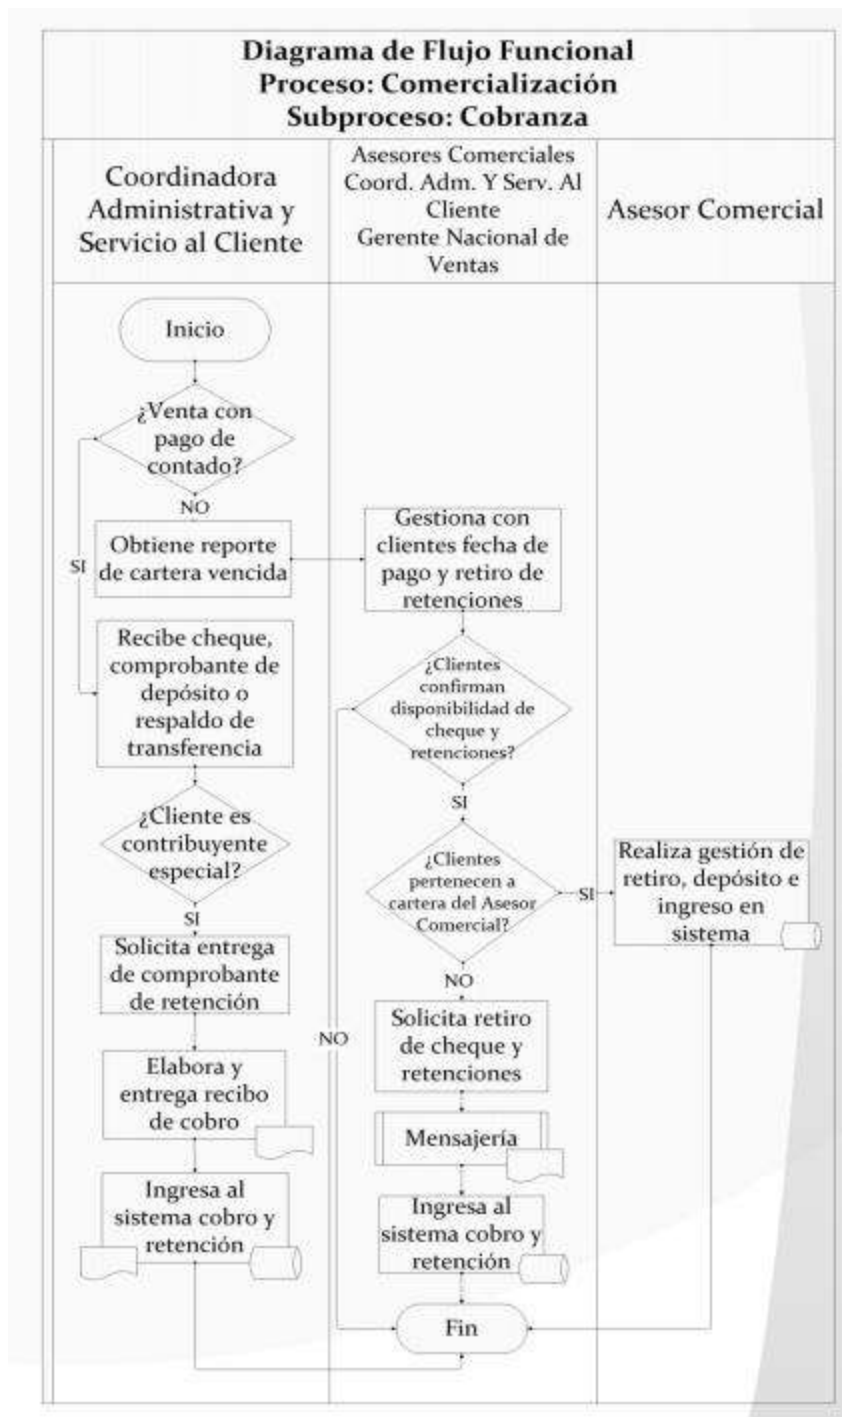 Diagrama de Flujo Funcional
Proceso: Comercialización
Subproceso: Cobranza
Coordinadora
Administrativa y
Servicio al Cliente
Asesores Comerciales
Coord. Adm. Y Serv. Al
Cliente
Gerente Nacional de
Ventas
Asesor Comercial
Inicio
¿Venta con
pago de
contado?
NO
SI
Obtiene reporte
de cartera vencida
Recibe cheque,
comprobante de
depósito o
respaldo de
transferencia
¿Cliente es
contribuyente
especial?
SI
Solicita entrega
de comprobante
de retención
Elabora y
entrega recibo
de cobro
Ingresa al
sistema cobro y
retención
Gestiona con
clientes fecha de
pago y retiro de
retenciones
¿Clientes
confirman
disponibilidad de
cheque y
retenciones?
SI
NO
¿Clientes
pertenecen a
cartera del Asesor
Comercial?
SI
NO
Solicita retiro
de cheque y
retenciones
Mensajería
Ingresa al
sistema cobro y
retención
Fin
Realiza gestión de
retiro, depósito e
ingreso en
sistema